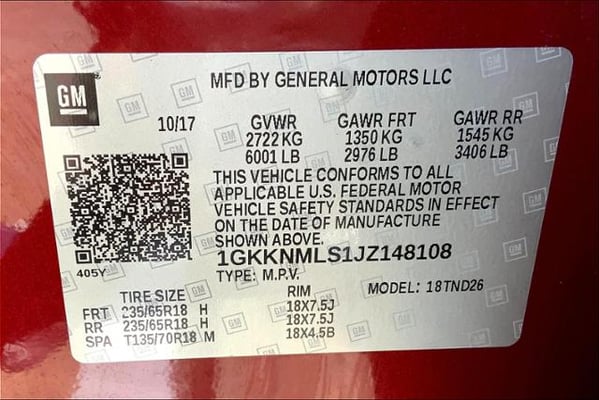 GM
MFD BY GENERAL MOTORS LLC
10/17 GVWR GAWR FRT GAWR RR
2722 KG 1350 KG 1545 KG
6001 LB 2976 LB 3406 LB
THIS VEHICLE CONFORMS TO ALL
APPLICABLE U.S. FEDERAL MOTOR
VEHICLE SAFETY STANDARDS IN EFFECT
ON THE DATE OF MANUFACTURE
SHOWN ABOVE.
405Y
1GKKNMLS1JZ148108
TYPE: M.P.V. MODEL: 18TND26
TIRE SIZE RIM
FRT 235/65R18 H 18X7.5J
RR 235/65R18 H 18X7.5J
SPA T135/70R18 M 18X4.5B